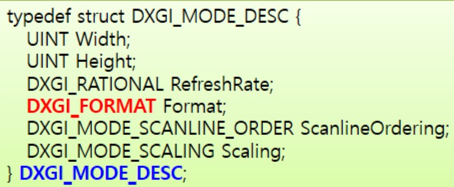 typedef struct DXGI_MODE_DESC {
UINT Width;
UINT Height;
DXGI_RATIONAL RefreshRate;
DXGI_FORMAT Format;
DXGI_MODE_SCANLINE_ORDER ScanlineOrdering;
DXGI_MODE_SCALING Scaling;
} DXGI_MODE_DESC;